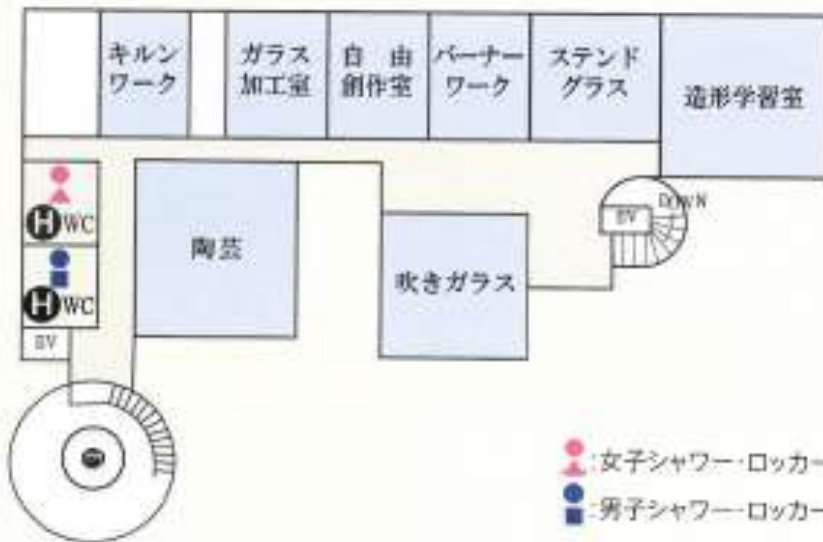 キルン
ワーク
ガラス
加工室
自由
創作室
バーナー
ワーク
ステンド
グラス
造形学習室
H WC
陶芸
DOWN
EV
H WC
吹きガラス
EV
:女子シャワー・ロッカー
:男子シャワー・ロッカー